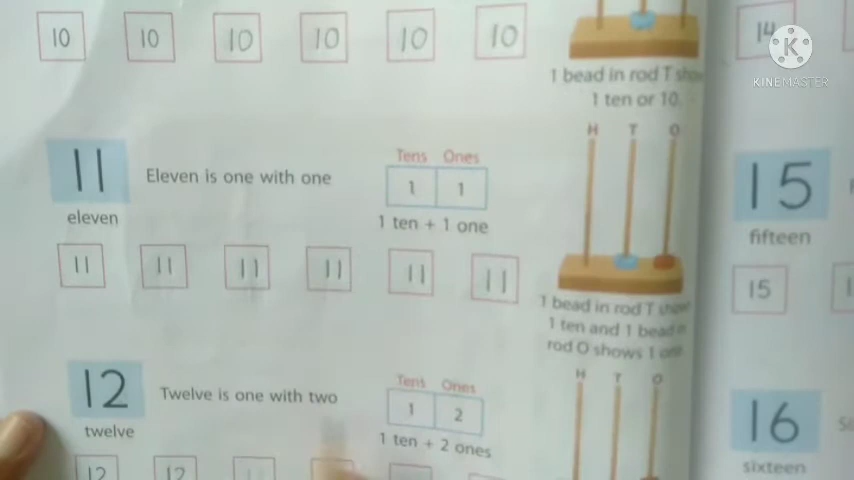 10 10 10 10 10 10
1 bead in rod T
1 ten or 10.
14
K
KINEMASTER
H T O
11
eleven
Eleven is one with one
Tens Ones
1 1
1 ten + 1 one
11 11 11 11 11 11
1 bead in rod T
1 ten and 1 bead
rod O shows 1
12
twelve
Twelve is one with two
Tens Ones
1 2
1 ten + 2 ones
12 12
H T O
15
fifteen
15
16
sixteen